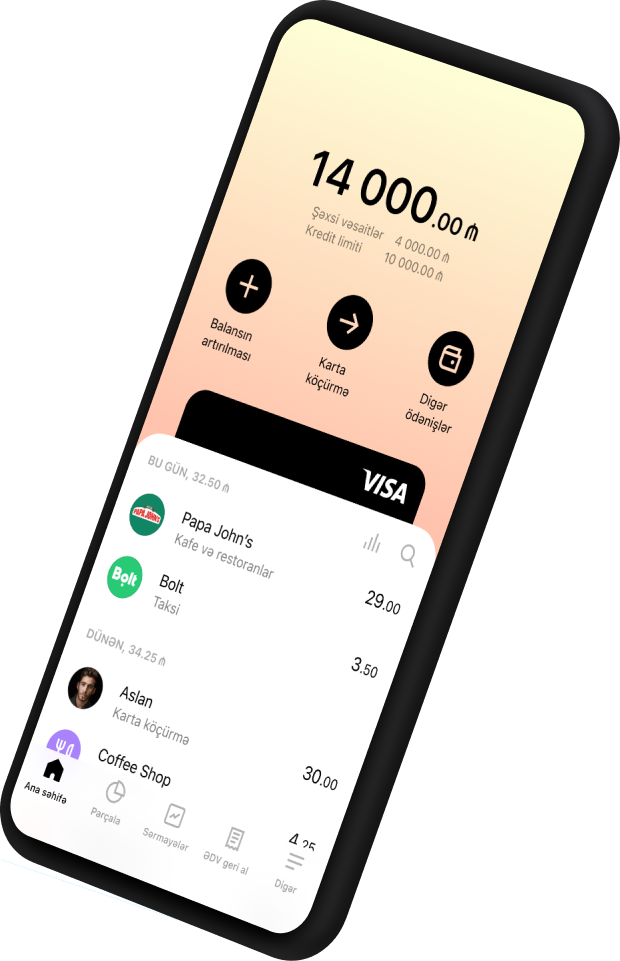 14 000.00 ₼
Şəxsi vəsaitlər 4 000.00 ₼
Kredit limiti 10 000.00 ₼
Balansın
artırılması
Karta
köçürmə
Digər
ödənişlər
VISA
BU GÜN, 32.50 ₼
PAPA JOHN'S
Papa John’s
Kafe və restoranlar
29.00
Bolt
Bolt
Taksi
3.50
DÜNƏN, 34.25 ₼
Aslan
Karta köçürmə
30.00
Coffee Shop
4.25
Ana səhifə
Parçala
Sərmayələr
ƏDV geri al
Digər